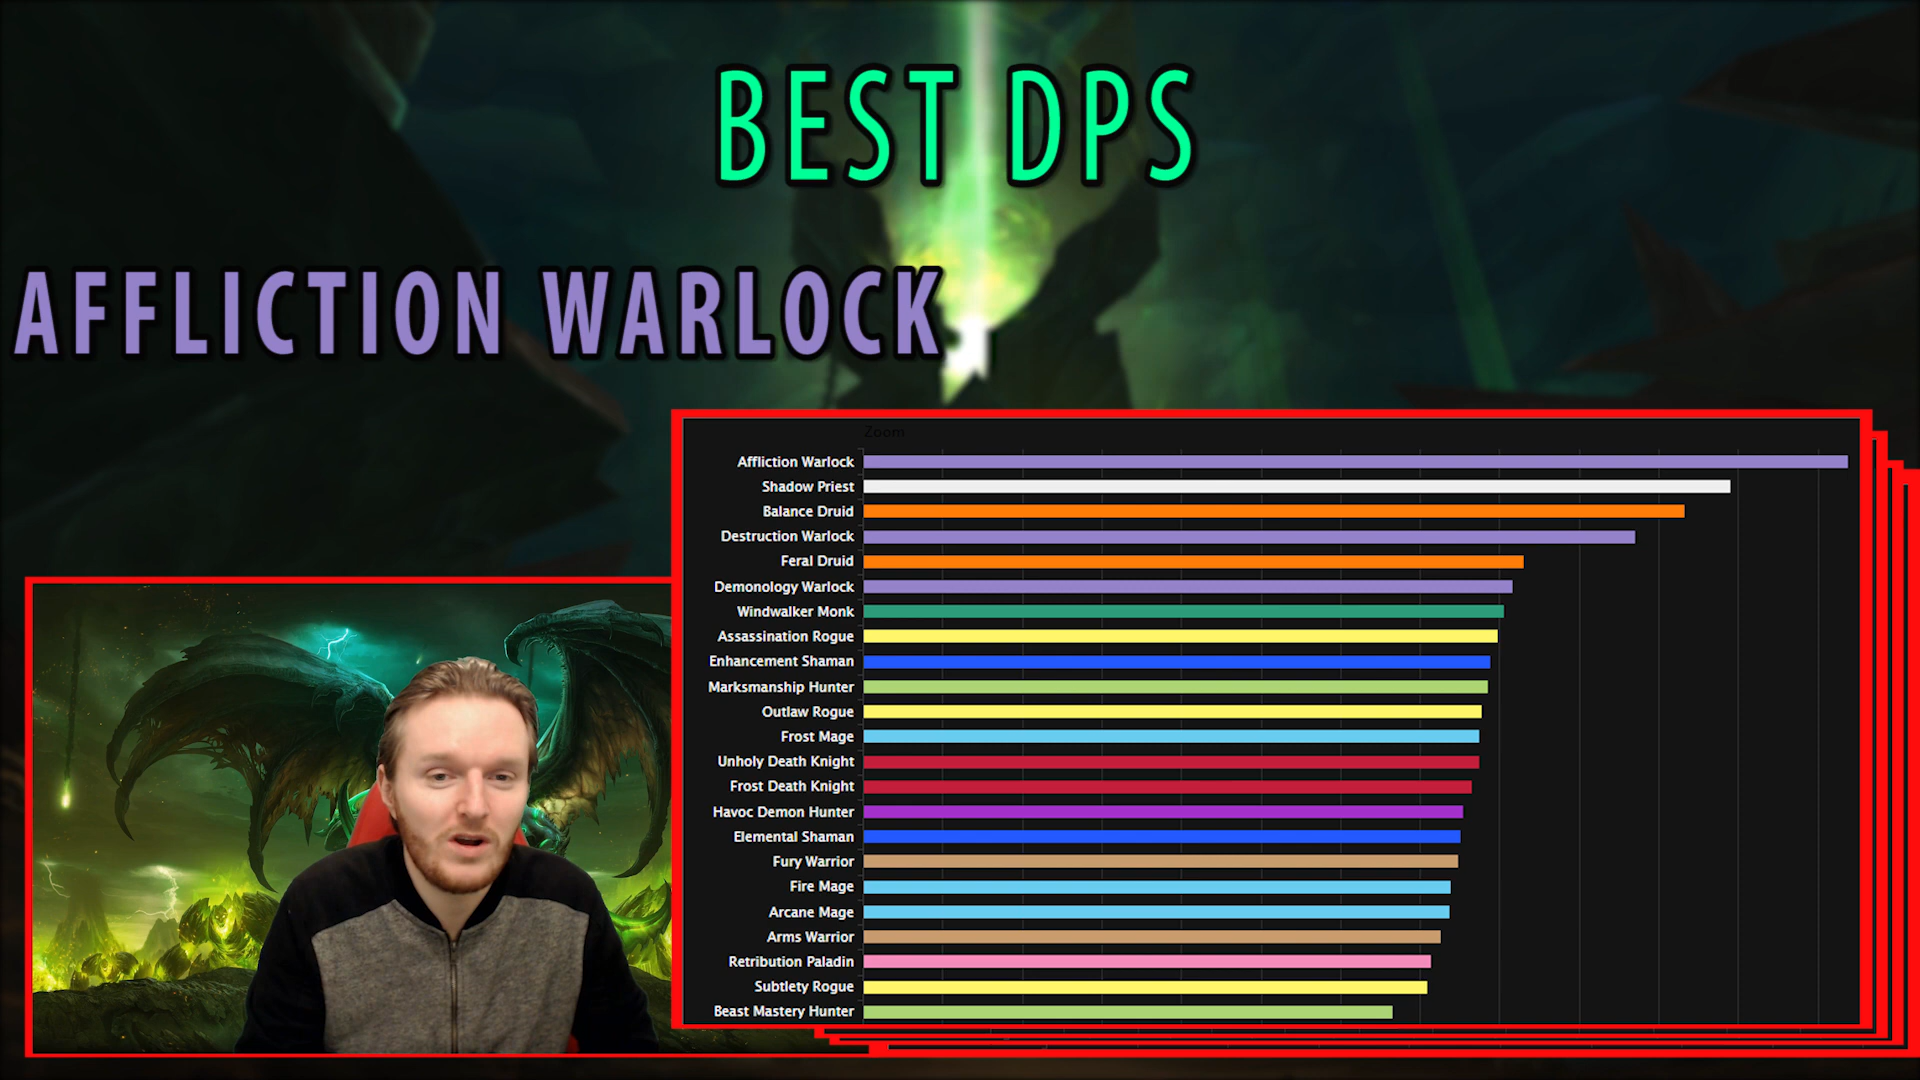 BEST DPS
AFFLICTION WARLOCK
Zoom
Affliction Warlock
Shadow Priest
Balance Druid
Destruction Warlock
Feral Druid
Demonology Warlock
Windwalker Monk
Assassination Rogue
Enhancement Shaman
Marksmanship Hunter
Outlaw Rogue
Frost Mage
Unholy Death Knight
Frost Death Knight
Havoc Demon Hunter
Elemental Shaman
Fury Warrior
Fire Mage
Arcane Mage
Arms Warrior
Retribution Paladin
Subtlety Rogue
Beast Mastery Hunter